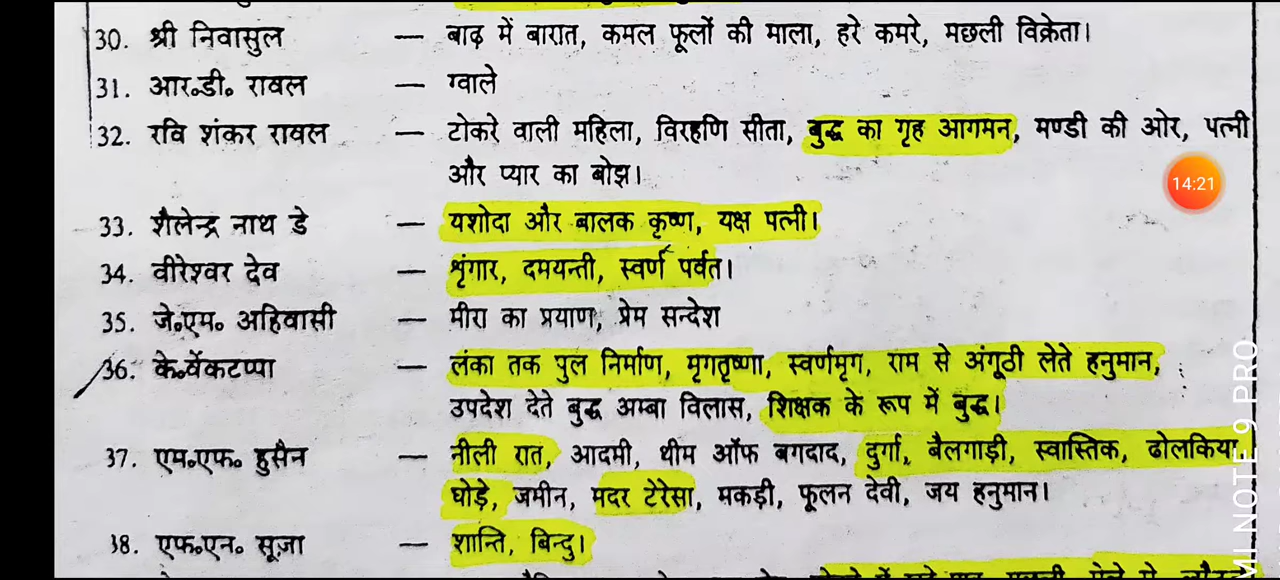 30. श्री निवासुल — बाढ़ में बारात, कमल फूलों की माला, हरे कमरे, मछली विक्रेता।
31. आर॰डी॰ रावल — ग्वाले
32. रवि शंकर रावल — टोकरे वाली महिला, विरहणि सीता, बुद्ध का गृह आगमन, मण्डी की ओर, पत्नी
और प्यार का बोझ।
14:21
33. शैलेन्द्र नाथ डे — यशोदा और बालक कृष्ण, यक्ष पत्नी।
34. वीरेश्वर देव — श्रृंगार, दमयन्ती, स्वर्ण पर्वत।
35. जे॰एम॰ अहिवासी — मीरा का प्रयाण, प्रेम सन्देश
36. के॰वेंकटप्पा — लंका तक पुल निर्माण, मृगतृष्णा, स्वर्णमृग, राम से अंगूठी लेते हनुमान,
उपदेश देते बुद्ध अम्बा विलास, शिक्षक के रूप में बुद्ध।
37. एम॰एफ॰ हुसैन — नीली रात, आदमी, थीम ऑफ बगदाद, दुर्गा, बैलगाड़ी, स्वास्तिक, ढोलकिया
घोड़े, जमीन, मदर टेरेसा, मकड़ी, फूलन देवी, जय हनुमान।
38. एफ॰एन॰ सूज़ा — शान्ति, बिन्दु।
MI NOTE 9 PRO